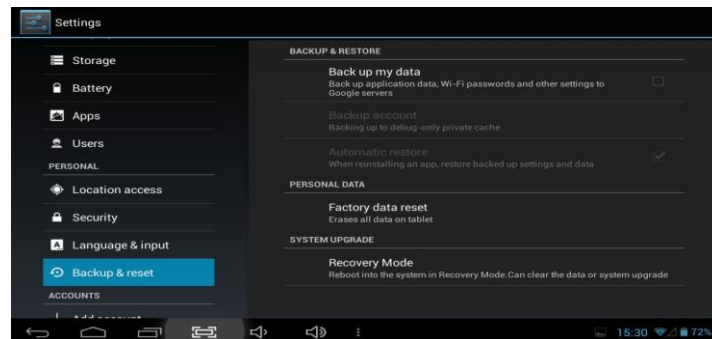 Settings
Storage
Battery
Apps
Users
PERSONAL
Location access
Security
Language & input
Backup & reset
ACCOUNTS
BACKUP & RESTORE
Back up my data
Back up application data, Wi-Fi passwords and other settings to
Google servers
Backup account
Backing up to debug-only private cache
Automatic restore
When reinstalling an app, restore backed up settings and data
PERSONAL DATA
Factory data reset
Erases all data on tablet
SYSTEM UPGRADE
Recovery Mode
Reboot into the system in Recovery Mode.Can clear the data or system upgrade
15:30 72%